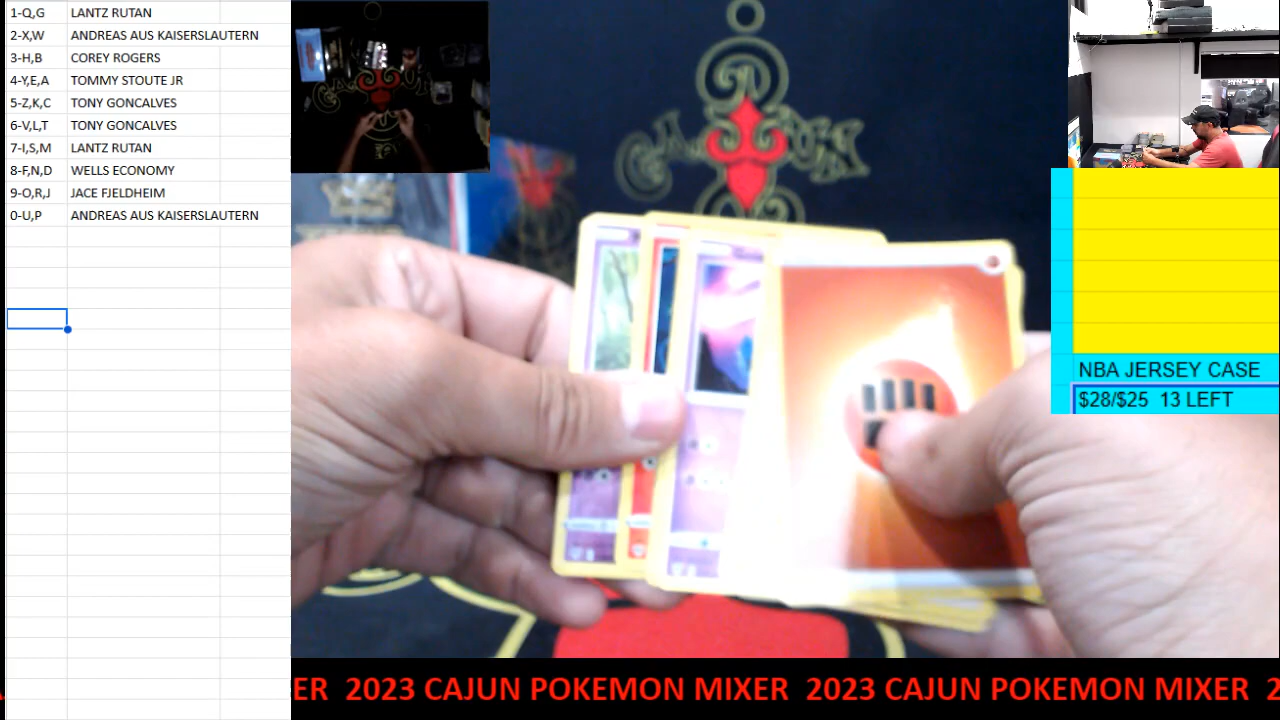 1-Q,G LANTZ RUTAN
2-X,W ANDREAS AUS KAISERSLAUTERN
3-H,B COREY ROGERS
4-Y,E,A TOMMY STOUTE JR
5-Z,K,C TONY GONCALVES
6-V,L,T TONY GONCALVES
7-I,S,M LANTZ RUTAN
8-F,N,D WELLS ECONOMY
9-O,R,J JACE FJELDHEIM
0-U,P ANDREAS AUS KAISERSLAUTERN
NBA JERSEY CASE
$28/$25 13 LEFT
ER 2023 CAJUN POKEMON MIXER 2023 CAJUN POKEMON MIXER 2